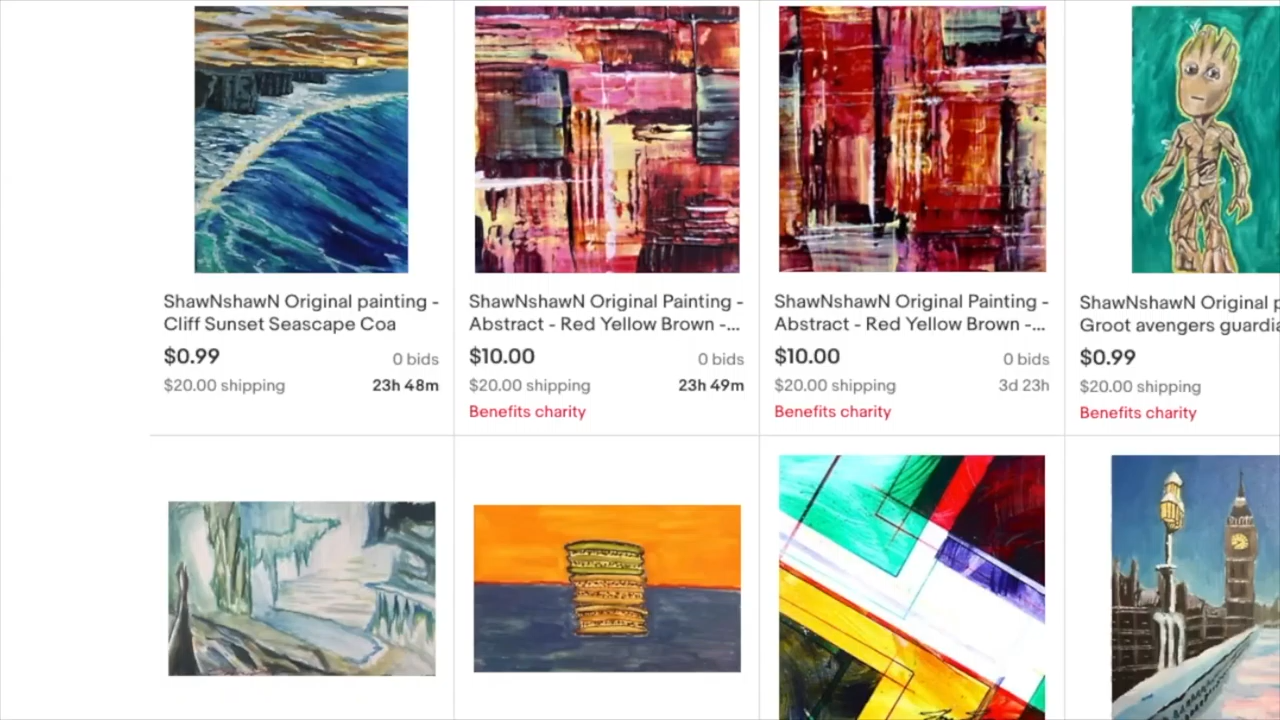 ShawNshawN Original painting -
Cliff Sunset Seascape Coa
$0.99
0 bids
$20.00 shipping
23h 48m
ShawNshawN Original Painting -
Abstract - Red Yellow Brown -...
$10.00
0 bids
$20.00 shipping
23h 49m
Benefits charity
ShawNshawN Original Painting -
Abstract - Red Yellow Brown -...
$10.00
0 bids
$20.00 shipping
3d 23h
Benefits charity
ShawNshawN Original p
Groot avengers guardia
$0.99
$20.00 shipping
Benefits charity